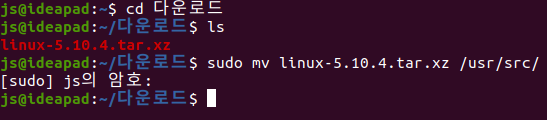 js@ideapad:~$ cd 다운로드
js@ideapad:~/다운로드$ ls
linux-5.10.4.tar.xz
js@ideapad:~/다운로드$ sudo mv linux-5.10.4.tar.xz /usr/src/
[sudo] js의 암호:
js@ideapad:~/다운로드$